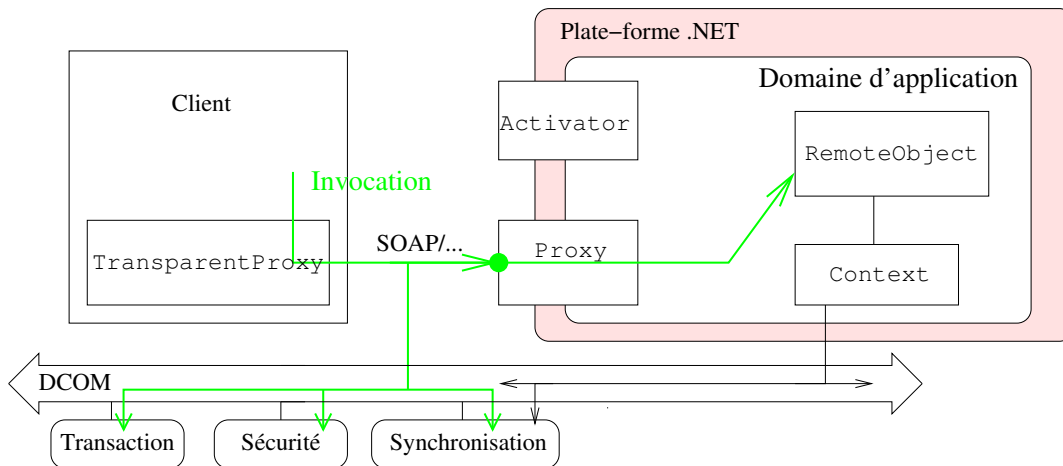 Plate−forme .NET
Domaine d'application
Client
Activator
RemoteObject
Invocation
SOAP/...
TransparentProxy
Proxy
Context
DCOM
Transaction
Sécurité
Synchronisation